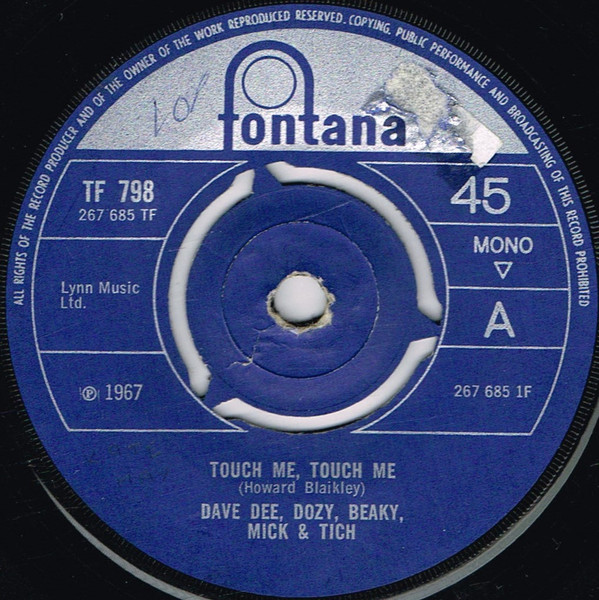 ALL RIGHTS OF THE RECORD PRODUCER AND OF THE OWNER OF THE WORK REPRODUCED RESERVED. COPYING, PUBLIC PERFORMANCE AND BROADCASTING OF THIS RECORD PROHIBITED
fontana
TF 798
267 685 TF
45
MONO
Lynn Music
Ltd.
A
℗ 1967
267 685 1F
TOUCH ME, TOUCH ME
(Howard Blaikley)
DAVE DEE, DOZY, BEAKY,
MICK & TICH